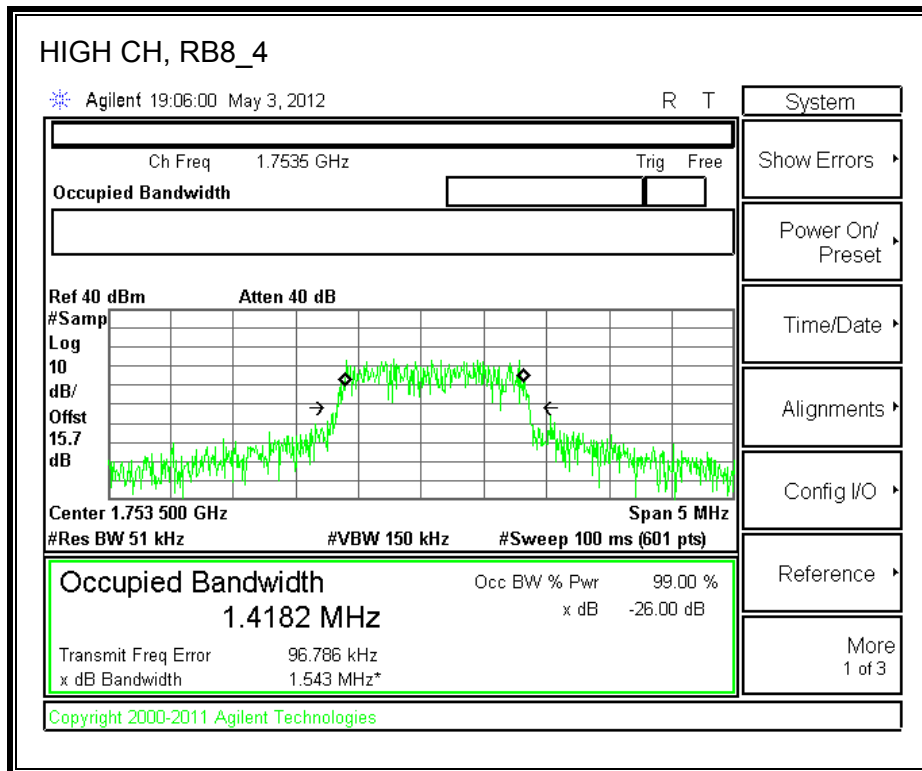 HIGH CH, RB8_4
Agilent 19:06:00 May 3, 2012 R T
System
Ch Freq 1.7535 GHz Trig Free
Occupied Bandwidth
Show Errors
Power On/
Preset
Time/Date
Alignments
Config I/O
Reference
More
1 of 3
Ref 40 dBm Atten 40 dB
#Samp
Log
10
dB/
Offst
15.7
dB
Center 1.753 500 GHz Span 5 MHz
#Res BW 51 kHz #VBW 150 kHz #Sweep 100 ms (601 pts)
Occupied Bandwidth Occ BW % Pwr 99.00 %
1.4182 MHz x dB -26.00 dB
Transmit Freq Error 96.786 kHz
x dB Bandwidth 1.543 MHz*
Copyright 2000-2011 Agilent Technologies